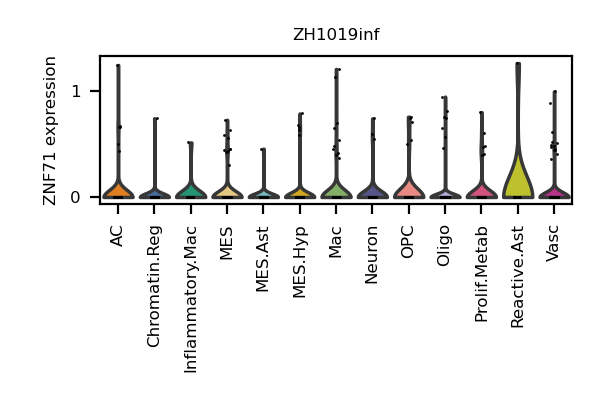 ZH1019inf
ZNF71 expression
1
0
AC
Chromatin.Reg
Inflammatory.Mac
MES
MES.Ast
MES.Hyp
Mac
Neuron
OPC
Oligo
Prolif.Metab
Reactive.Ast
Vasc